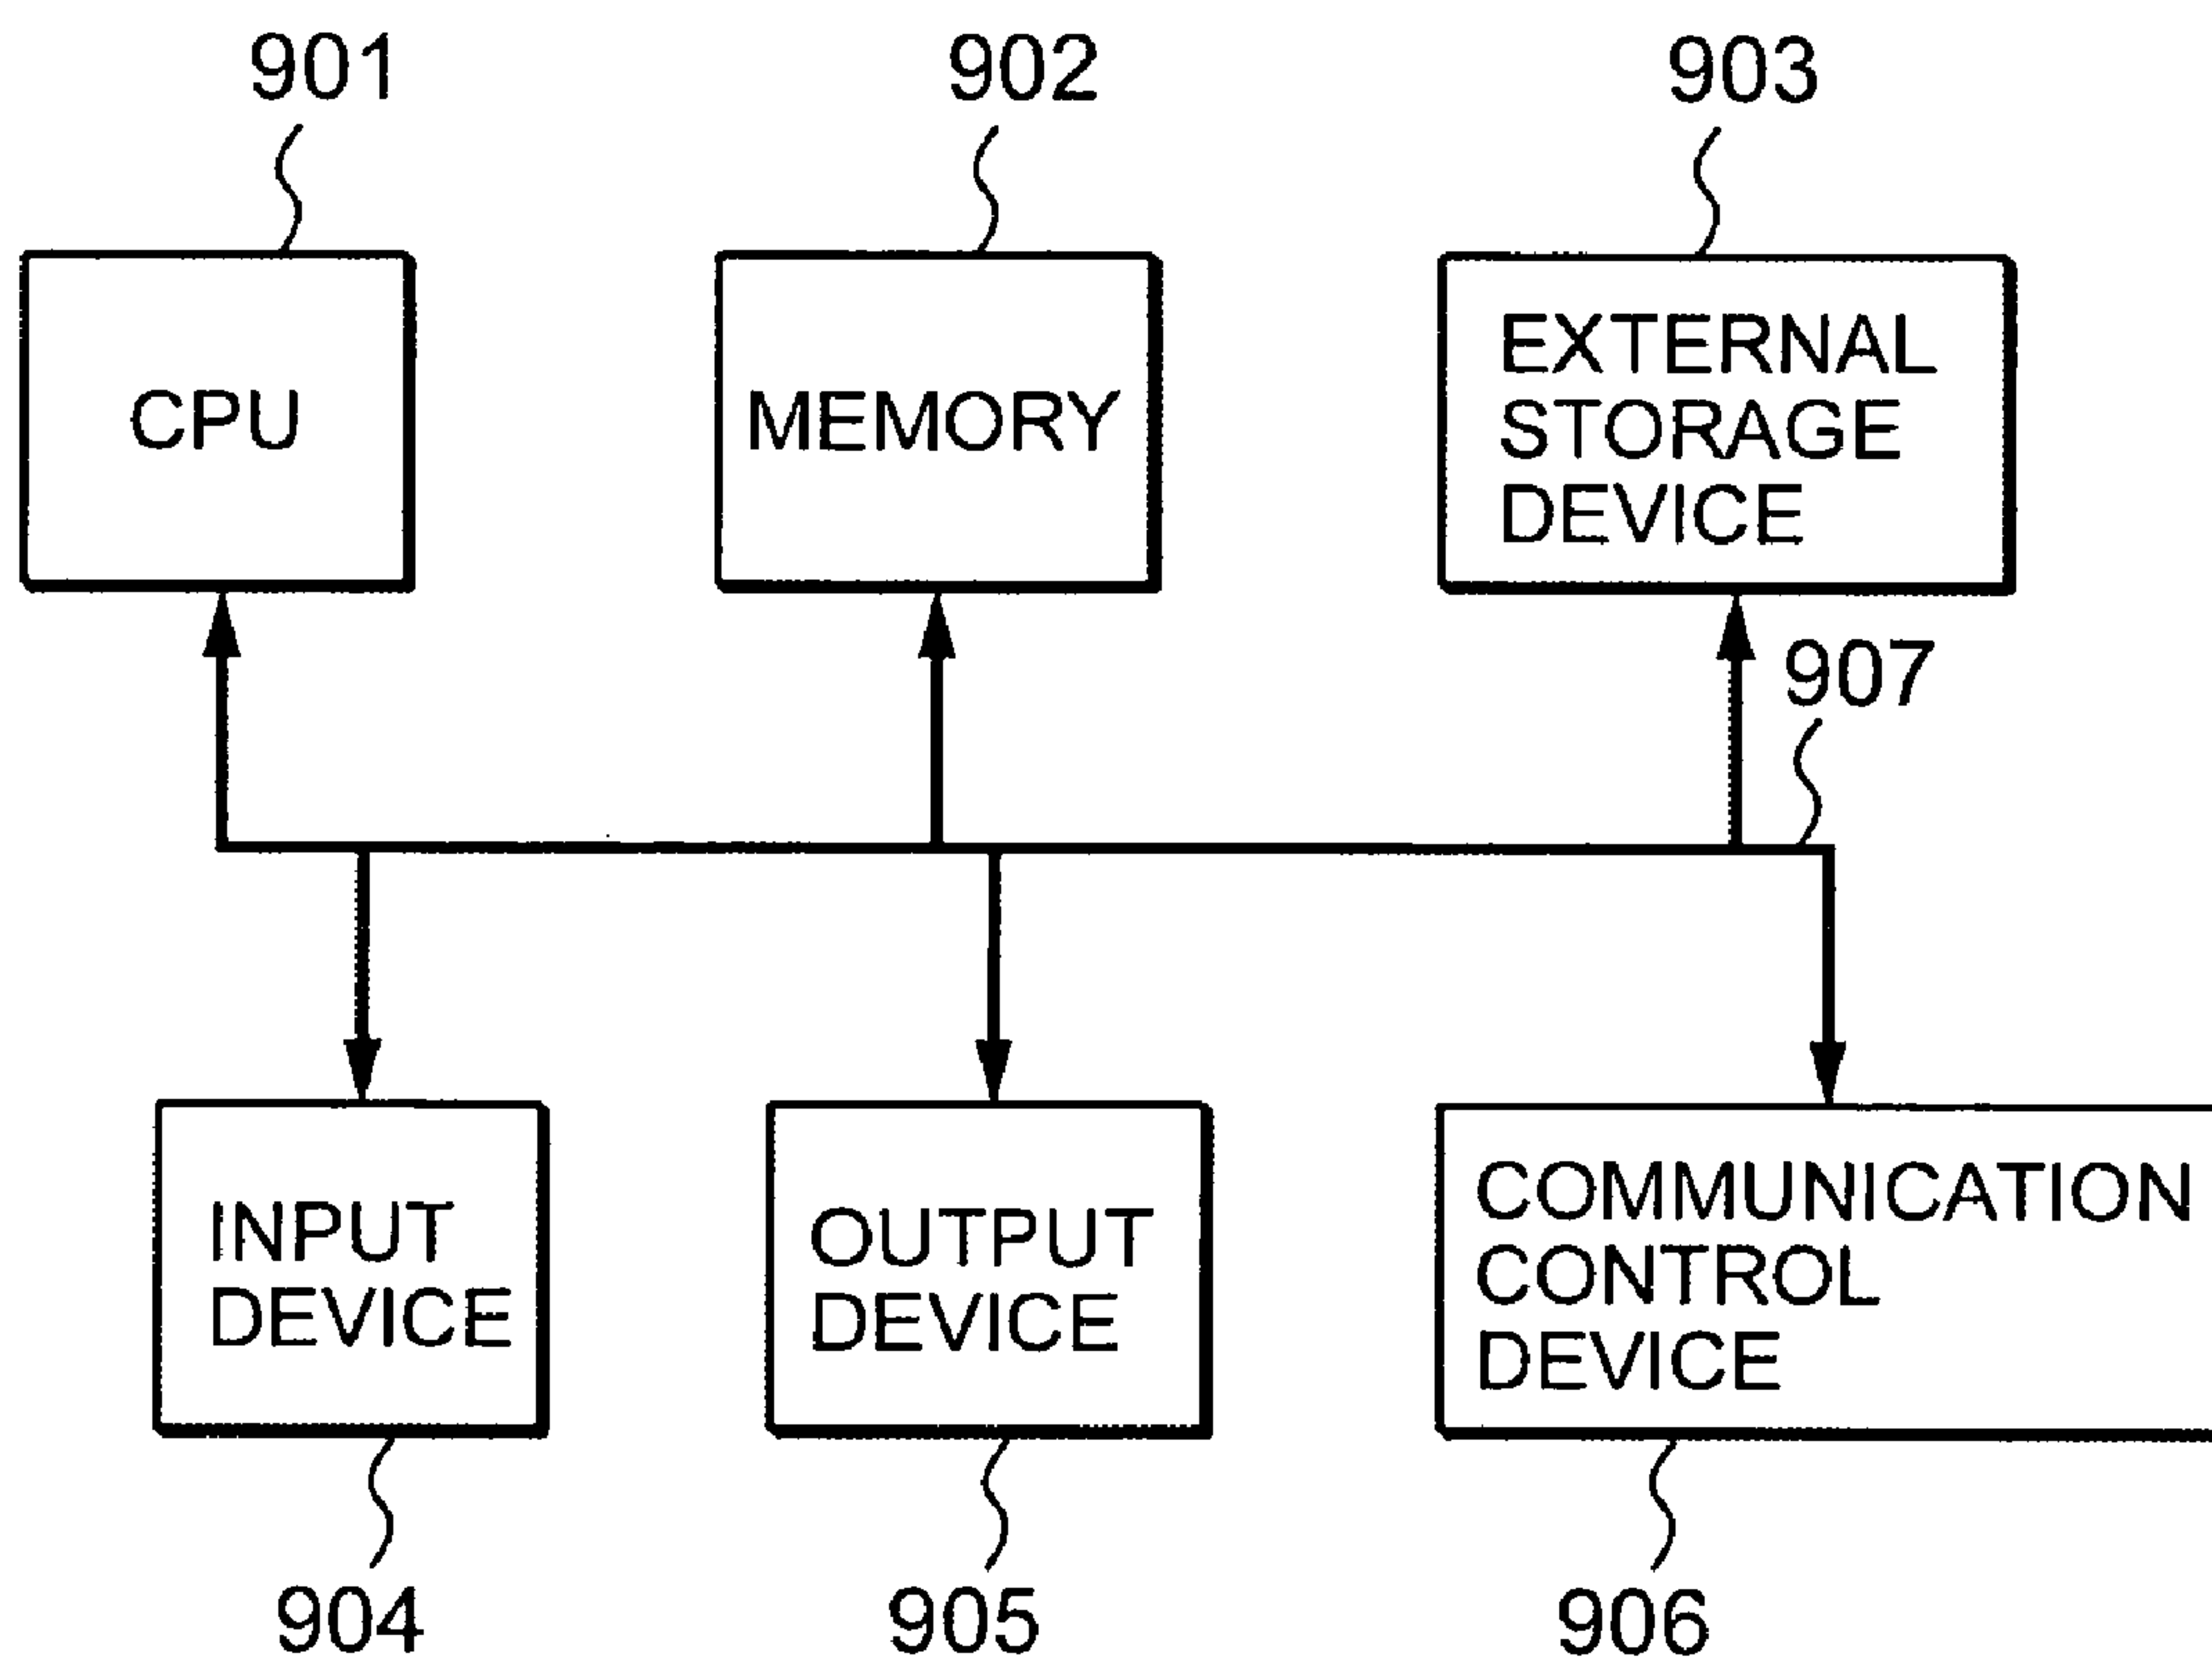 901
902
903
CPU
MEMORY
EXTERNAL
STORAGE
DEVICE
907
INPUT
DEVICE
OUTPUT
DEVICE
COMMUNICATION
CONTROL
DEVICE
904
905
906